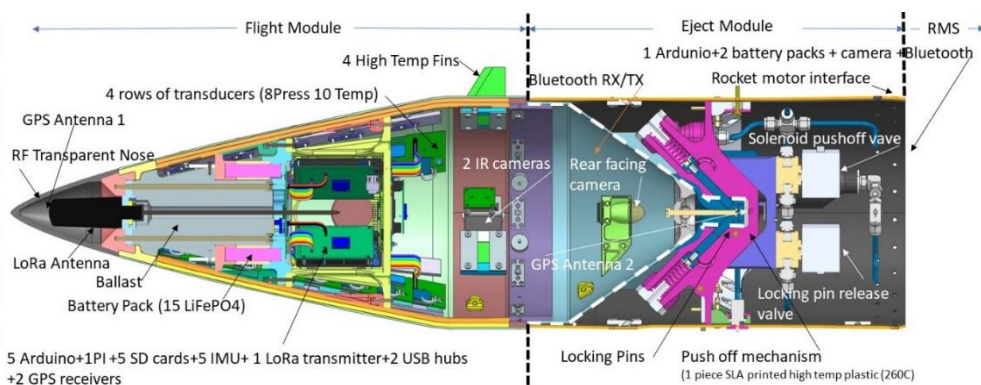 Flight Module
Eject Module
RMS
1 Ardunio+2 battery packs + camera +Bluetooth
4 High Temp Fins
Bluetooth RX/TX
Rocket motor interface
4 rows of transducers (8Press 10 Temp)
GPS Antenna 1
Solenoid pushoff vave
RF Transparent Nose
2 IR cameras
Rear facing
camera
LoRa Antenna
GPS Antenna 2
Ballast
Locking pin release
valve
Battery Pack (15 LiFePO4)
5 Arduino+1PI +5 SD cards+5 IMU+ 1 LoRa transmitter+2 USB hubs
+2 GPS receivers
Locking Pins
Push off mechanism
(1 piece SLA printed high temp plastic (260C)